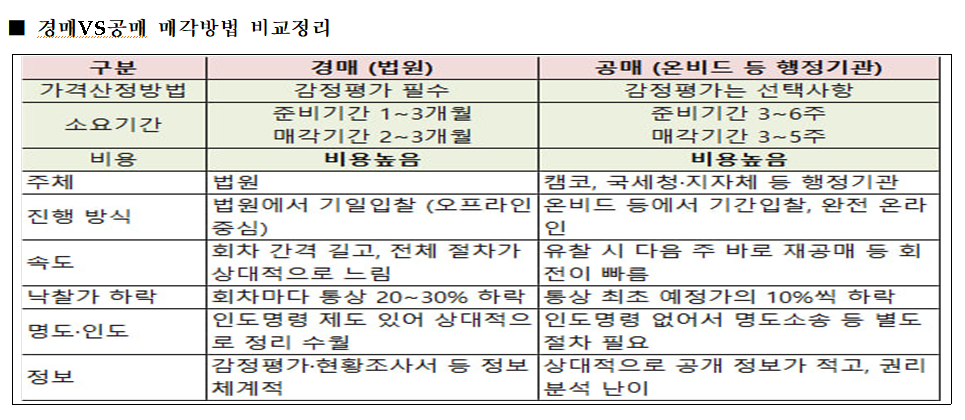 ■ 경매VS공매 매각방법 비교정리
구분 경매 (법원) 공매 (온비드 등 행정기관)
가격산정방법 감정평가 필수 감정평가는 선택사항
소요기간 준비기간 1~3개월 준비기간 3~6주
매각기간 2~3개월 매각기간 3~5주
비용 비용높음 비용높음
주체 법원 캠코, 국세청·지자체 등 행정기관
진행 방식 법원에서 기일입찰 (오프라인 온비드 등에서 기간입찰, 완전 온라
중심) 인
속도 회차 간격 길고, 전체 절차가 유찰 시 다음 주 바로 재공매 등 회
상대적으로 느림 전이 빠름
낙찰가 하락 회차마다 통상 20~30% 하락 통상 최초 예정가의 10%씩 하락
명도·인도 인도명령 제도 있어 상대적으 인도명령 없어서 명도소송 등 별도
로 정리 수월 절차 필요
정보 감정평가·현황조사서 등 정보 상대적으로 공개 정보가 적고, 권리
체계적 분석 난이